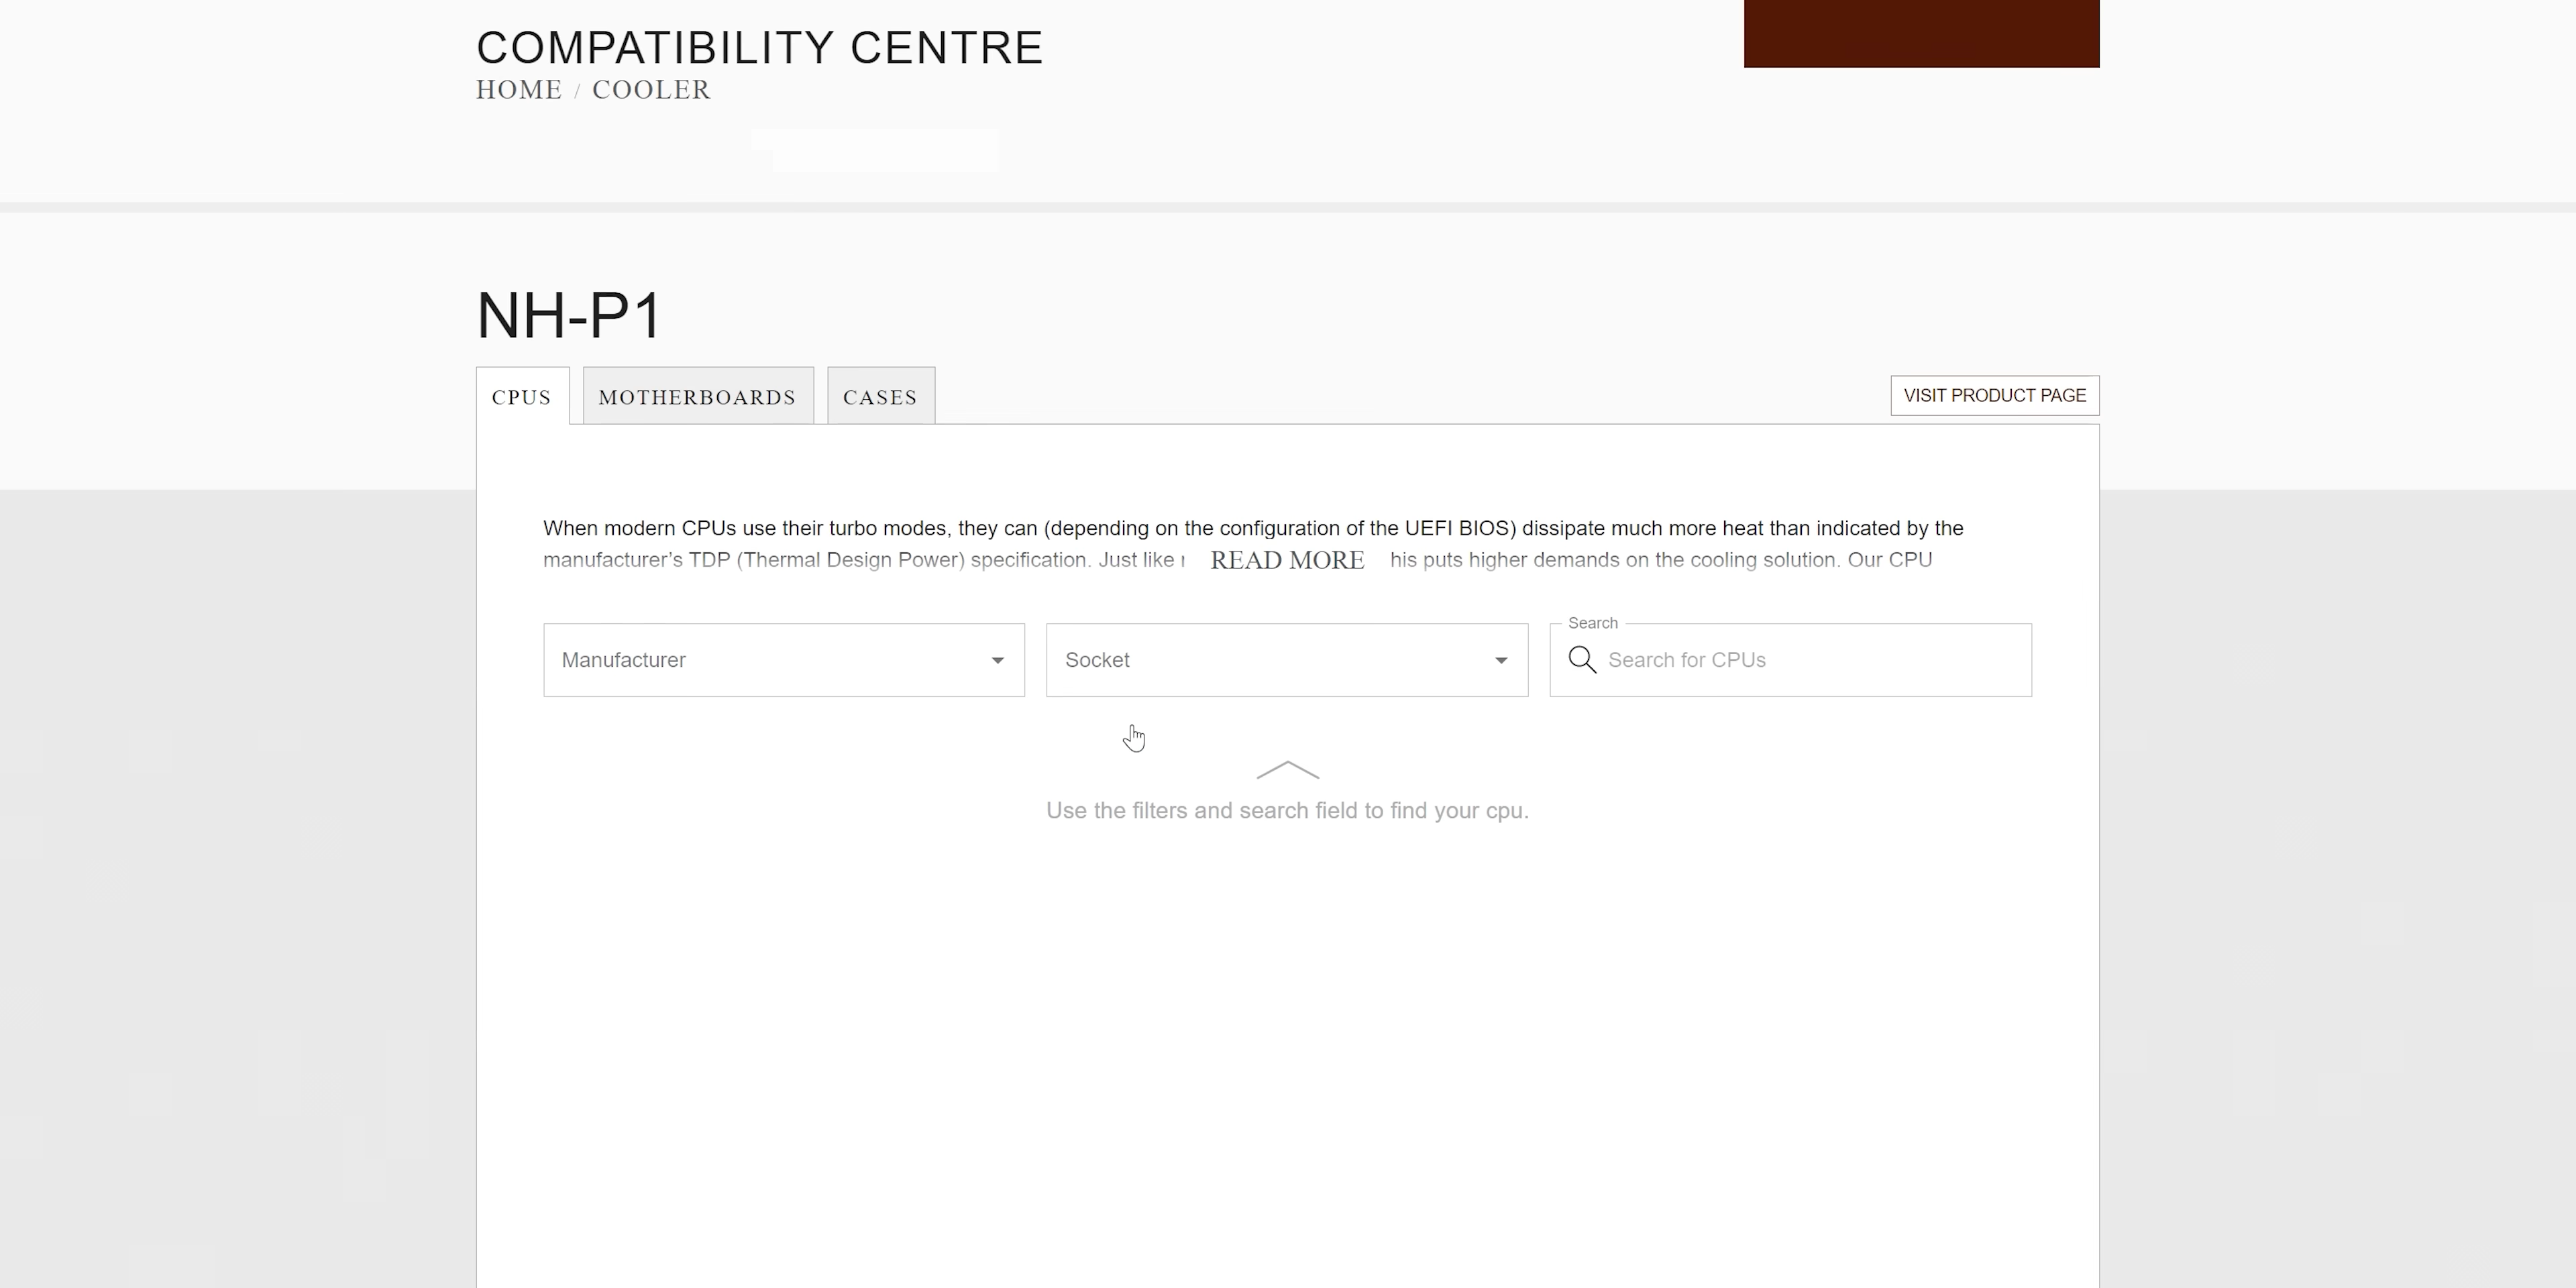 COMPATIBILITY CENTRE
HOME / COOLER
NH-P1
CPUS
MOTHERBOARDS
CASES
VISIT PRODUCT PAGE
When modern CPUs use their turbo modes, they can (depending on the configuration of the UEFI BIOS) dissipate much more heat than indicated by the
manufacturer’s TDP (Thermal Design Power) specification. Just like READ MORE his puts higher demands on the cooling solution. Our CPU
Manufacturer
Socket
Search
Search for CPUs
Use the filters and search field to find your cpu.